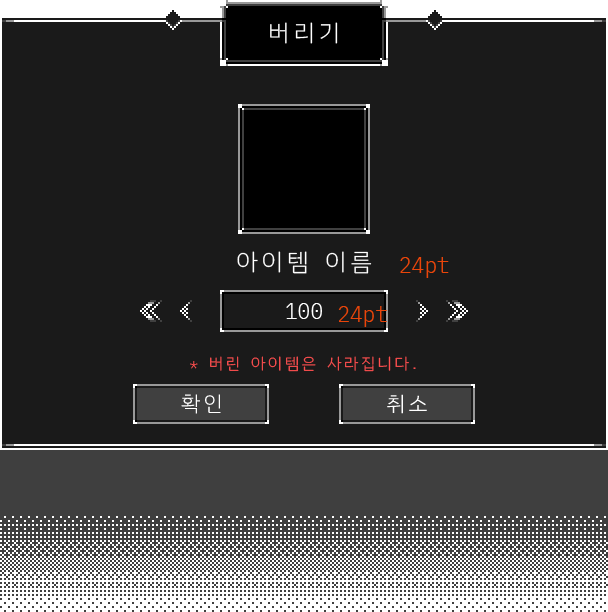 버리기
아이템 이름 24pt
100 24pt
* 버린 아이템은 사라집니다.
확인 취소